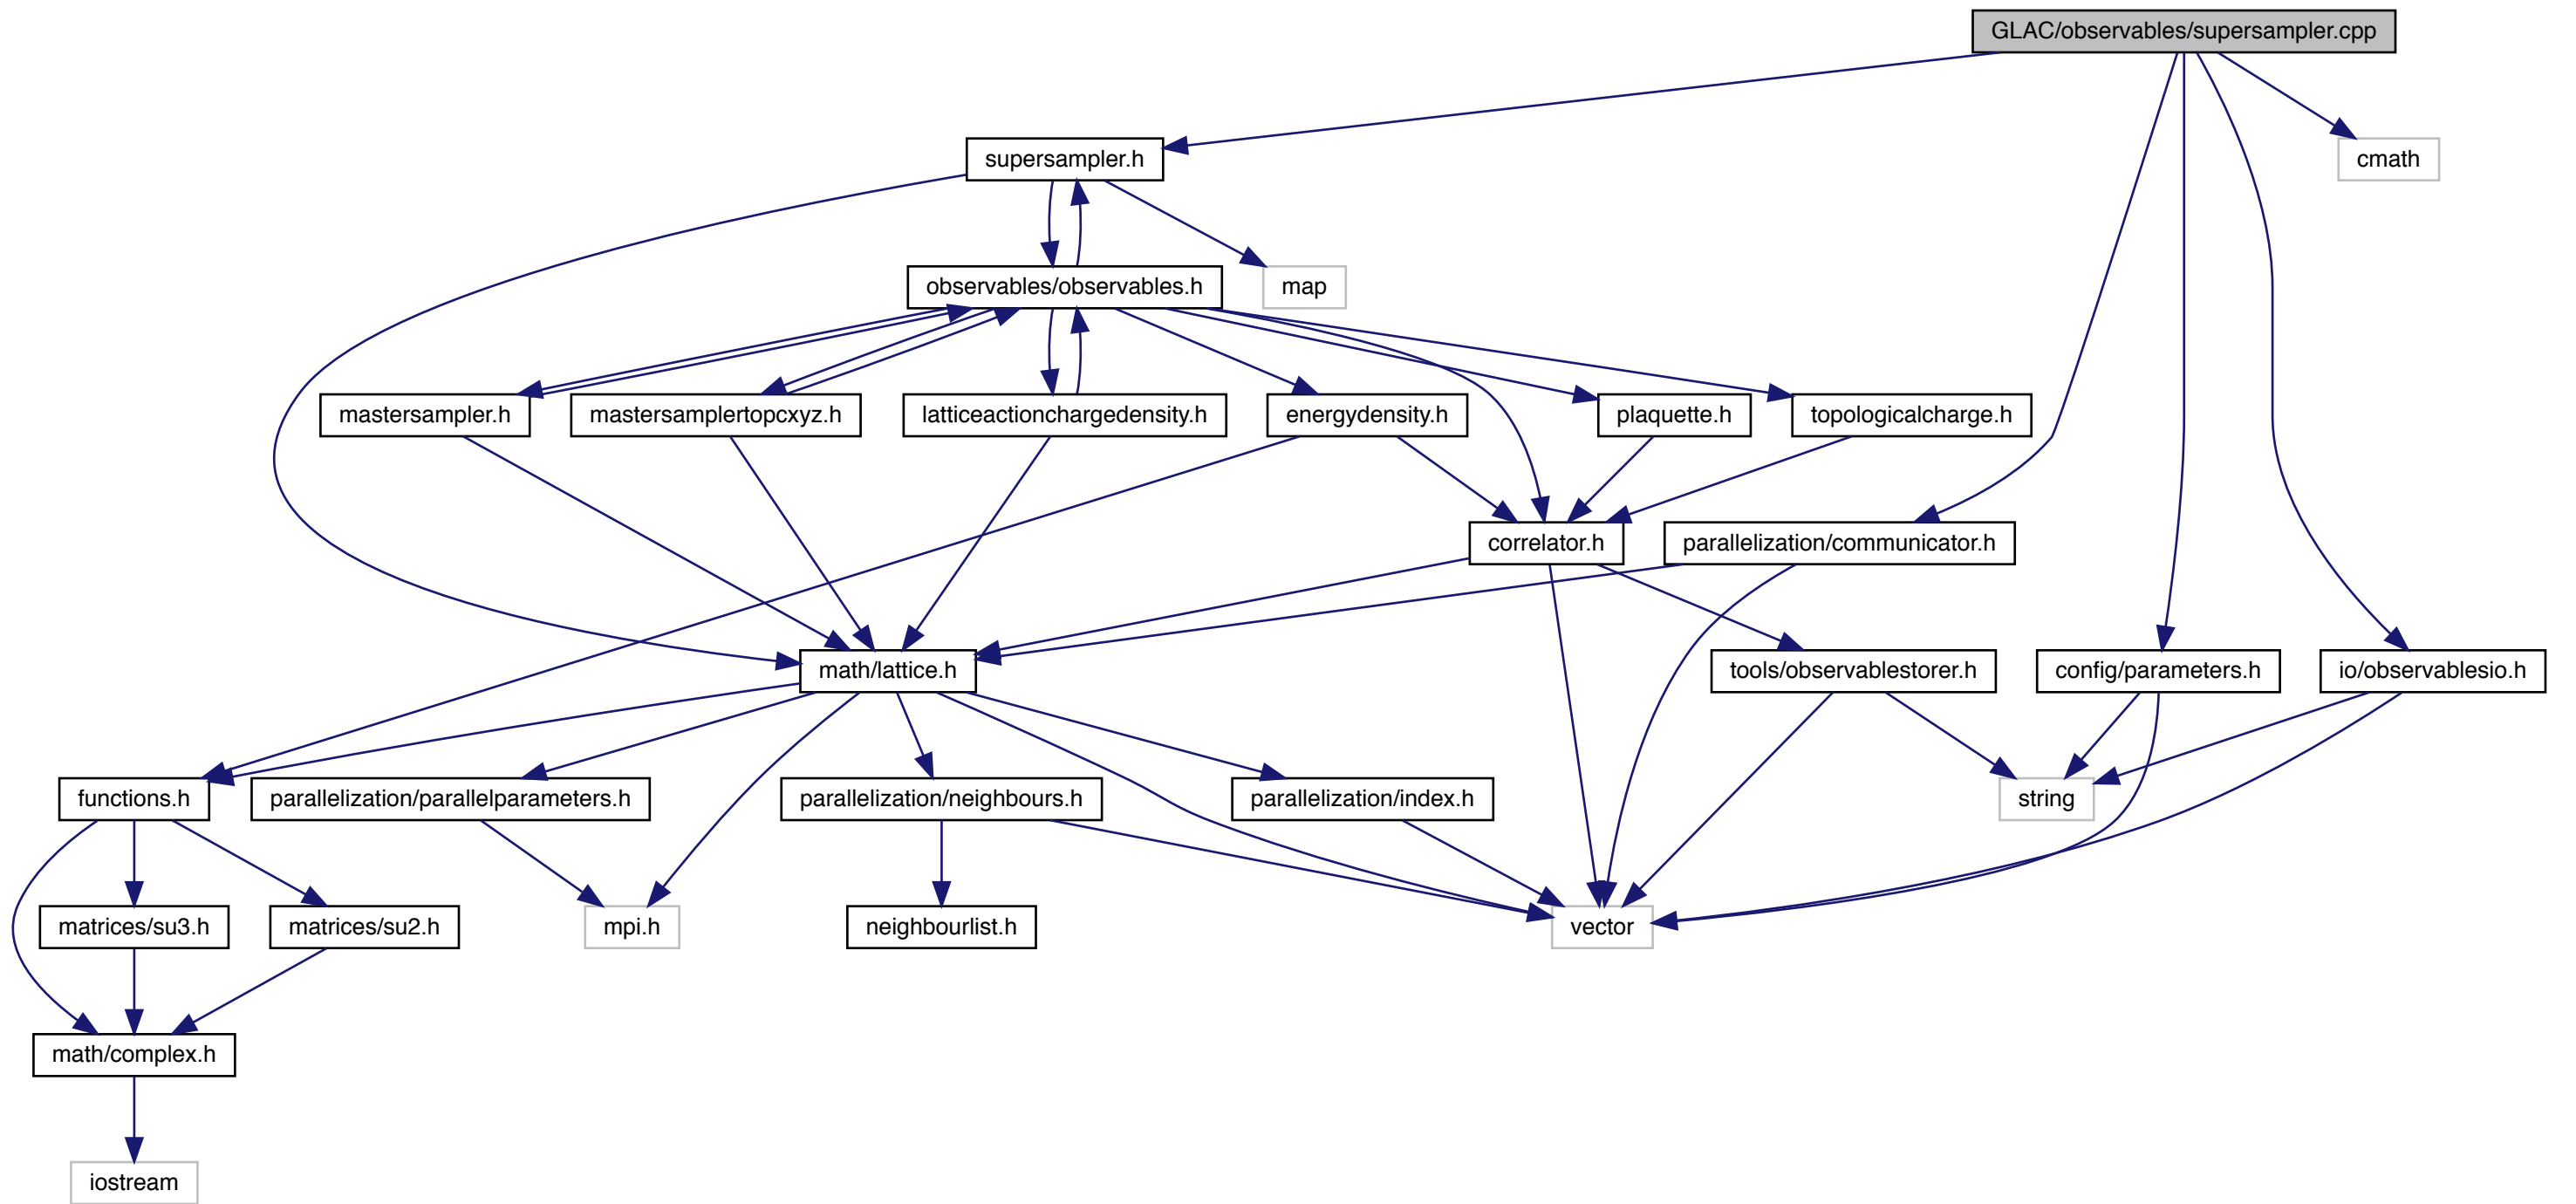 GLAC/observables/supersampler.cpp
supersampler.h
cmath
observables/observables.h
map
mastersampler.h
mastersamplertopcxyz.h
latticeactionchargedensity.h
energydensity.h
plaquette.h
topologicalcharge.h
correlator.h
parallelization/communicator.h
math/lattice.h
tools/observablestorer.h
config/parameters.h
io/observablesio.h
functions.h
parallelization/parallelparameters.h
parallelization/neighbours.h
parallelization/index.h
string
matrices/su3.h
matrices/su2.h
mpi.h
neighbourlist.h
vector
math/complex.h
iostream